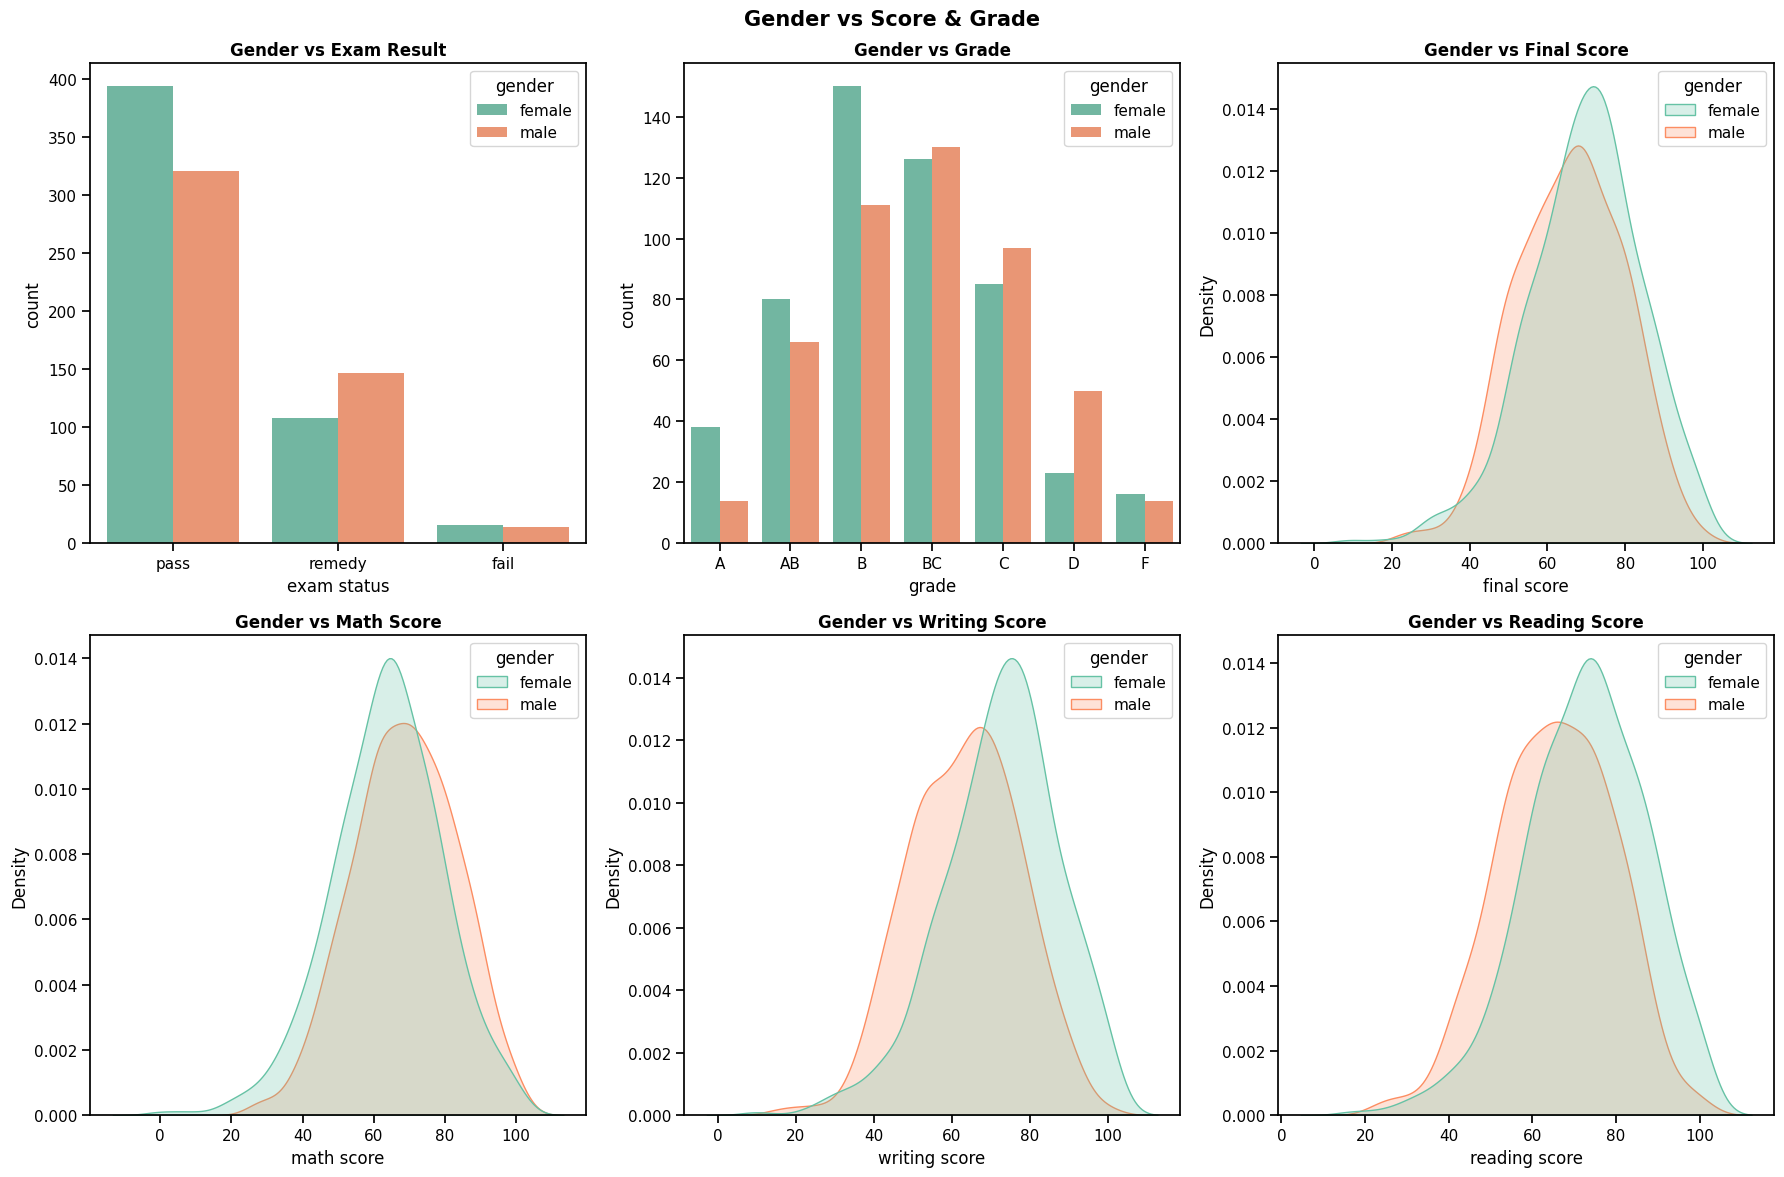 Gender vs Score & Grade
Gender vs Exam Result
400
350
300
250
200
150
100
50
0
count
pass remedy fail
exam status
gender
female
male
Gender vs Grade
140
120
100
80
60
40
20
0
count
A AB B BC C D F
grade
gender
female
male
Gender vs Final Score
0.014
0.012
0.010
0.008
0.006
0.004
0.002
0.000
Density
0 20 40 60 80 100
final score
gender
female
male
Gender vs Math Score
0.014
0.012
0.010
0.008
0.006
0.004
0.002
0.000
Density
0 20 40 60 80 100
math score
gender
female
male
Gender vs Writing Score
0.014
0.012
0.010
0.008
0.006
0.004
0.002
0.000
Density
0 20 40 60 80 100
writing score
gender
female
male
Gender vs Reading Score
0.014
0.012
0.010
0.008
0.006
0.004
0.002
0.000
Density
0 20 40 60 80 100
reading score
gender
female
male